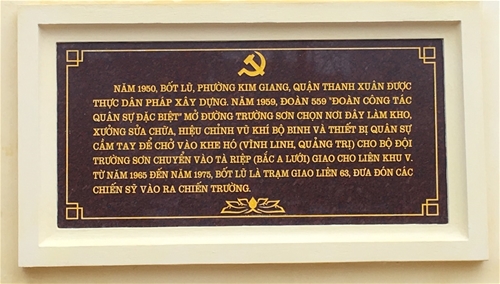 NĂM 1950, BỐT LŨ, PHƯỜNG KIM GIANG, QUẬN THANH XUÂN ĐƯỢC
THỰC DÂN PHÁP XÂY DỰNG. NĂM 1959, ĐOÀN 559 "ĐOÀN CÔNG TÁC
QUÂN SỰ ĐẶC BIỆT" MỞ ĐƯỜNG TRƯỜNG SƠN CHỌN NƠI ĐÂY LÀM KHO,
XƯỞNG SỬA CHỮA, HIỆU CHỈNH VŨ KHÍ BỘ BINH VÀ THIẾT BỊ QUÂN SỰ
CẦM TAY ĐỂ CHỞ VÀO KHE HÓ (VĨNH LINH, QUẢNG TRỊ) CHO BỘ ĐỘI
TRƯỜNG SƠN CHUYỂN VÀO TÀ RIỆP (BẮC A LƯỚI) GIAO CHO LIÊN KHU V.
TỪ NĂM 1965 ĐẾN NĂM 1975, BỐT LŨ LÀ TRẠM GIAO LIÊN 63, ĐƯA ĐÓN CÁC
CHIẾN SỸ VÀO RA CHIẾN TRƯỜNG.